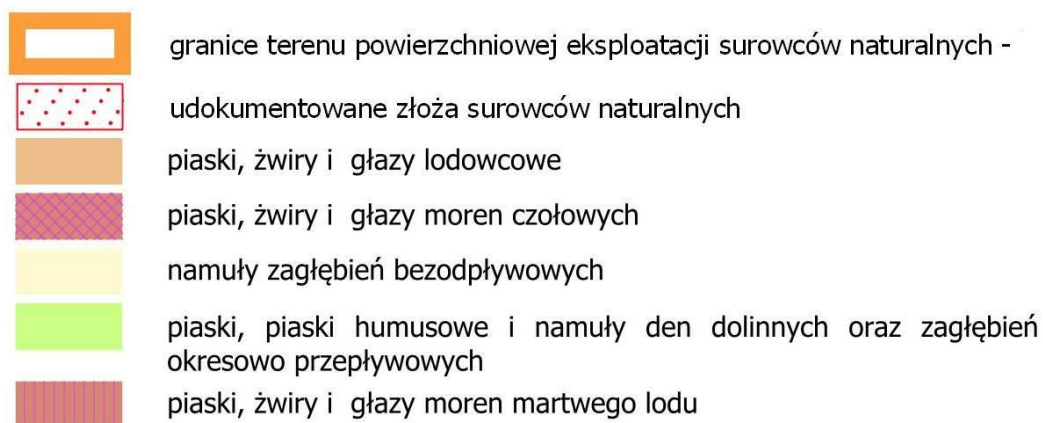 granice terenu powierzchniowej eksploatacji surowców naturalnych -
udokumentowane złoża surowców naturalnych
piaski, żwiry i głazy lodowcowe
piaski, żwiry i głazy moren czołowych
namuły zagłębień bezodpływowych
piaski, piaski humusowe i namuły den dolinnych oraz zagłębień
okresowo przepływowych
piaski, żwiry i głazy moren martwego lodu